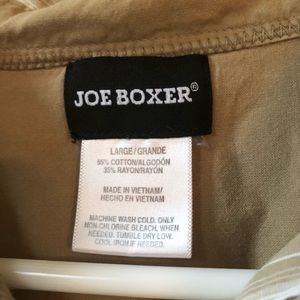 JOE BOXER®
LARGE/GRANDE
65% COTTON/ALGODÓN
35% RAYON/RAYÓN
MADE IN VIETNAM/
HECHO EN VIETNAM
MACHINE WASH COLD. ONLY
NON-CHLORINE BLEACH, WHEN
NEEDED. TUMBLE DRY LOW.
COOL IRON IF NEEDED.